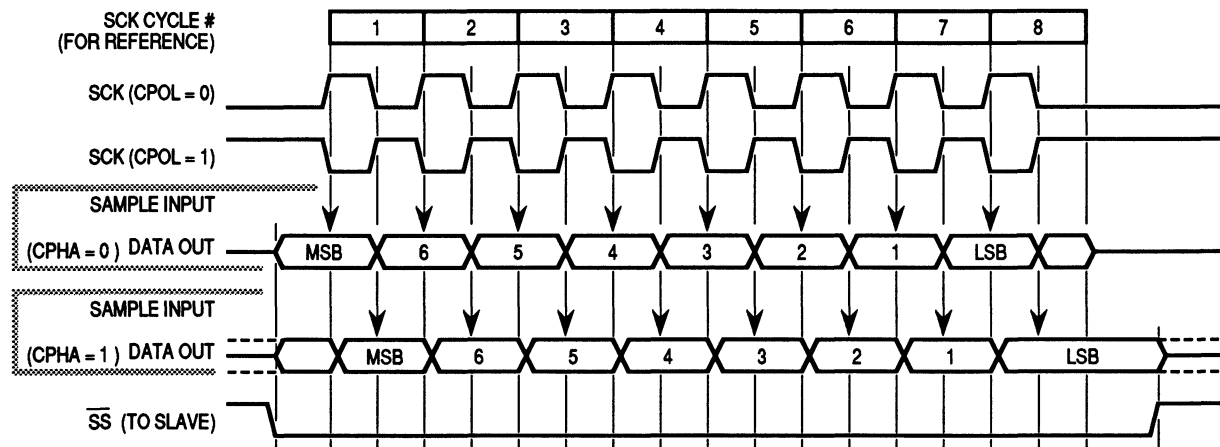 SCK CYCLE #
(FOR REFERENCE)
1 2 3 4 5 6 7 8
SCK (CPOL = 0)
SCK (CPOL = 1)
SAMPLE INPUT
(CPHA = 0) DATA OUT
MSB 6 5 4 3 2 1 LSB
SAMPLE INPUT
(CPHA = 1) DATA OUT
MSB 6 5 4 3 2 1 LSB
SS (TO SLAVE)